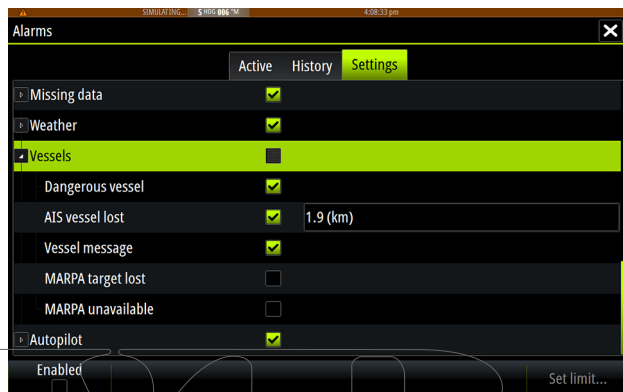 SIMULATING... S HDG 006 °M 4:08:33 pm
Alarms
Active History Settings
Missing data
Weather
Vessels
Dangerous vessel
AIS vessel lost 1.9 (km)
Vessel message
MARPA target lost
MARPA unavailable
Autopilot
Enabled
Set limit...